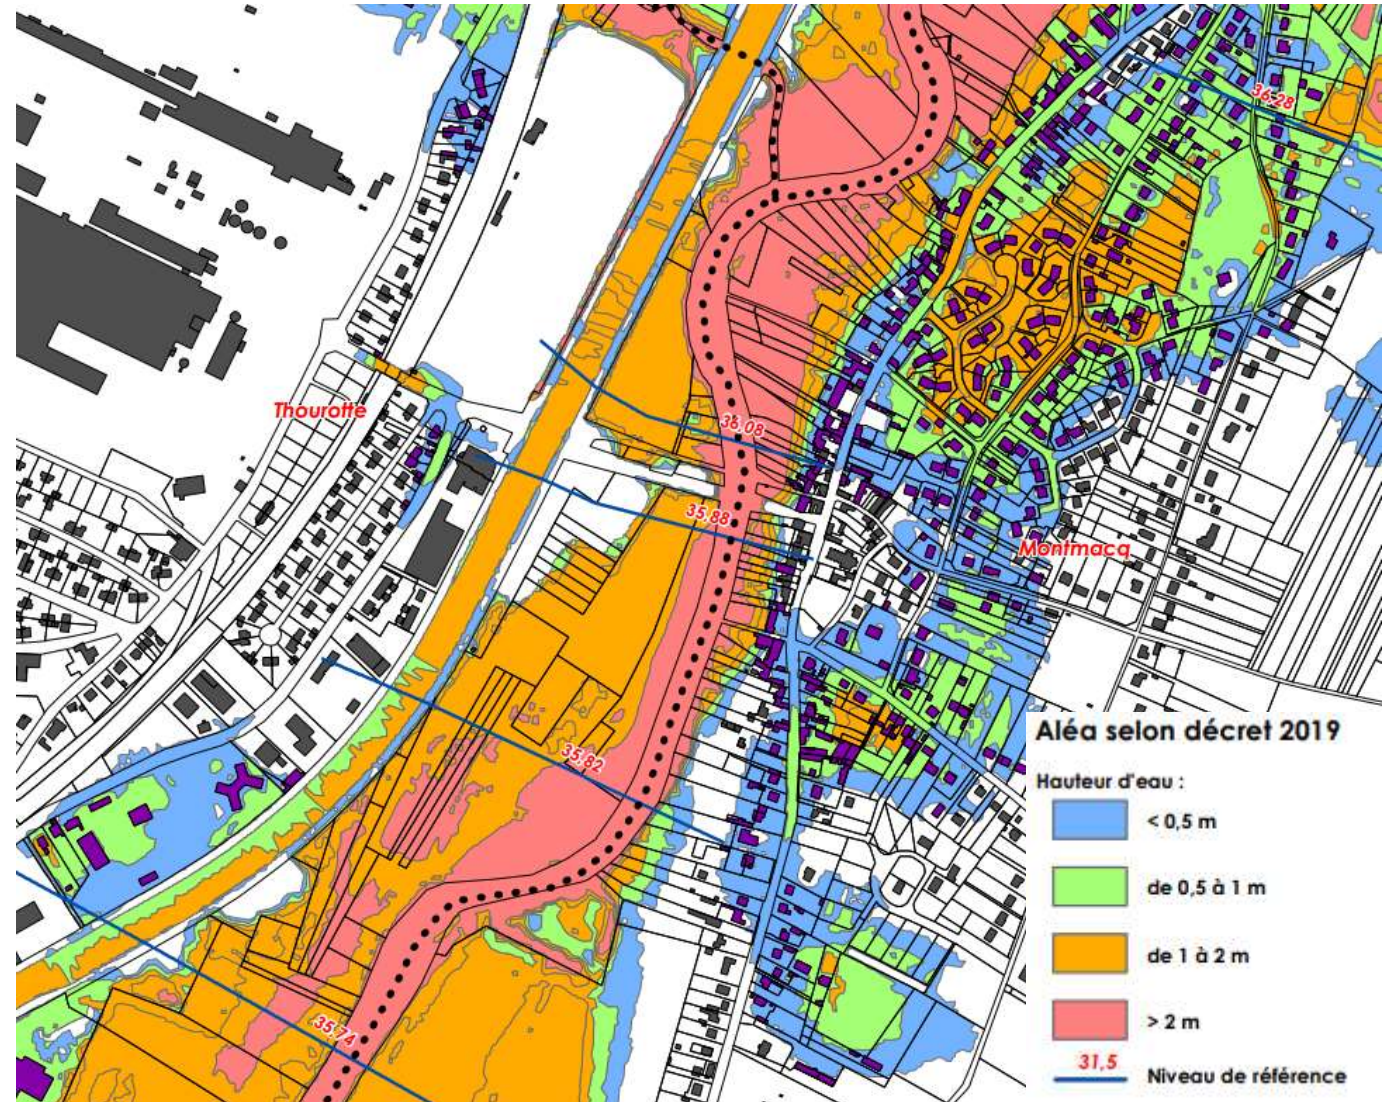 36,28
Thourotte
36,08
35,88
Montmacq
35,82
35,74
Aléa selon décret 2019
Hauteur d'eau :
< 0,5 m
de 0,5 à 1 m
de 1 à 2 m
> 2 m
31,5
Niveau de référence